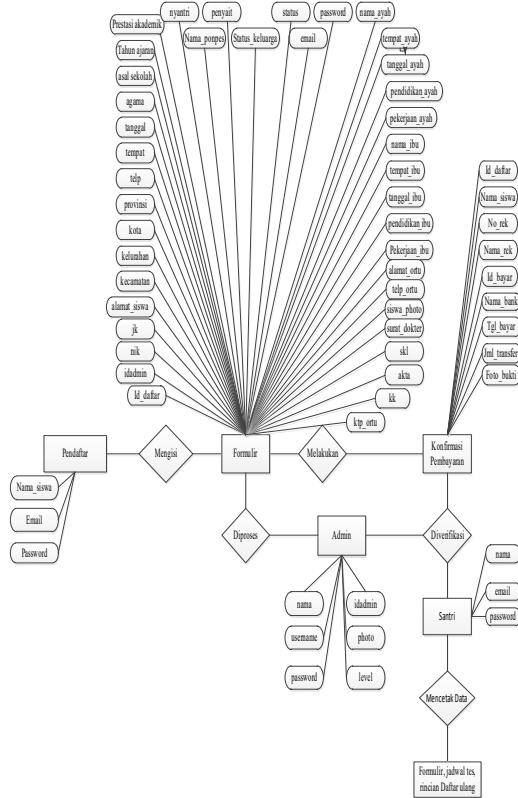 nyantri
penyait
status
password
nama_ayah
Prestasi akademik
Nama_ponpes
Status_keluarga
email
tempat_ayah
Tahun ajaran
tanggal_ayah
asal sekolah
pendidikan_ayah
agama
pekerjaan_ayah
tanggal
nama_ibu
tempat
tempat_ibu
telp
tanggal_ibu
provinsi
pendidikan_ibu
kota
Pekerjaan_ibu
kelurahan
alamat_ortu
kecamatan
telp_ortu
alamat_siswa
siswa_photo
jk
surat_dokter
nik
skl
idadmin
akta
Id_daftar
kk
ktp_ortu
Id_daftar
Nama_siswa
No_rek
Nama_rek
Id_bayar
Nama_bank
Tgl_bayar
Jml_transfer
Foto_bukti
Pendaftar
Mengisi
Formulir
Melakukan
Konfirmasi
Pembayaran
Nama_siswa
Email
Password
Diproses
Admin
Diverifikasi
nama
idadmin
username
photo
password
level
nama
email
password
Santri
Mencetak Data
Formulir, jadwal tes,
rincian Daftar ulang